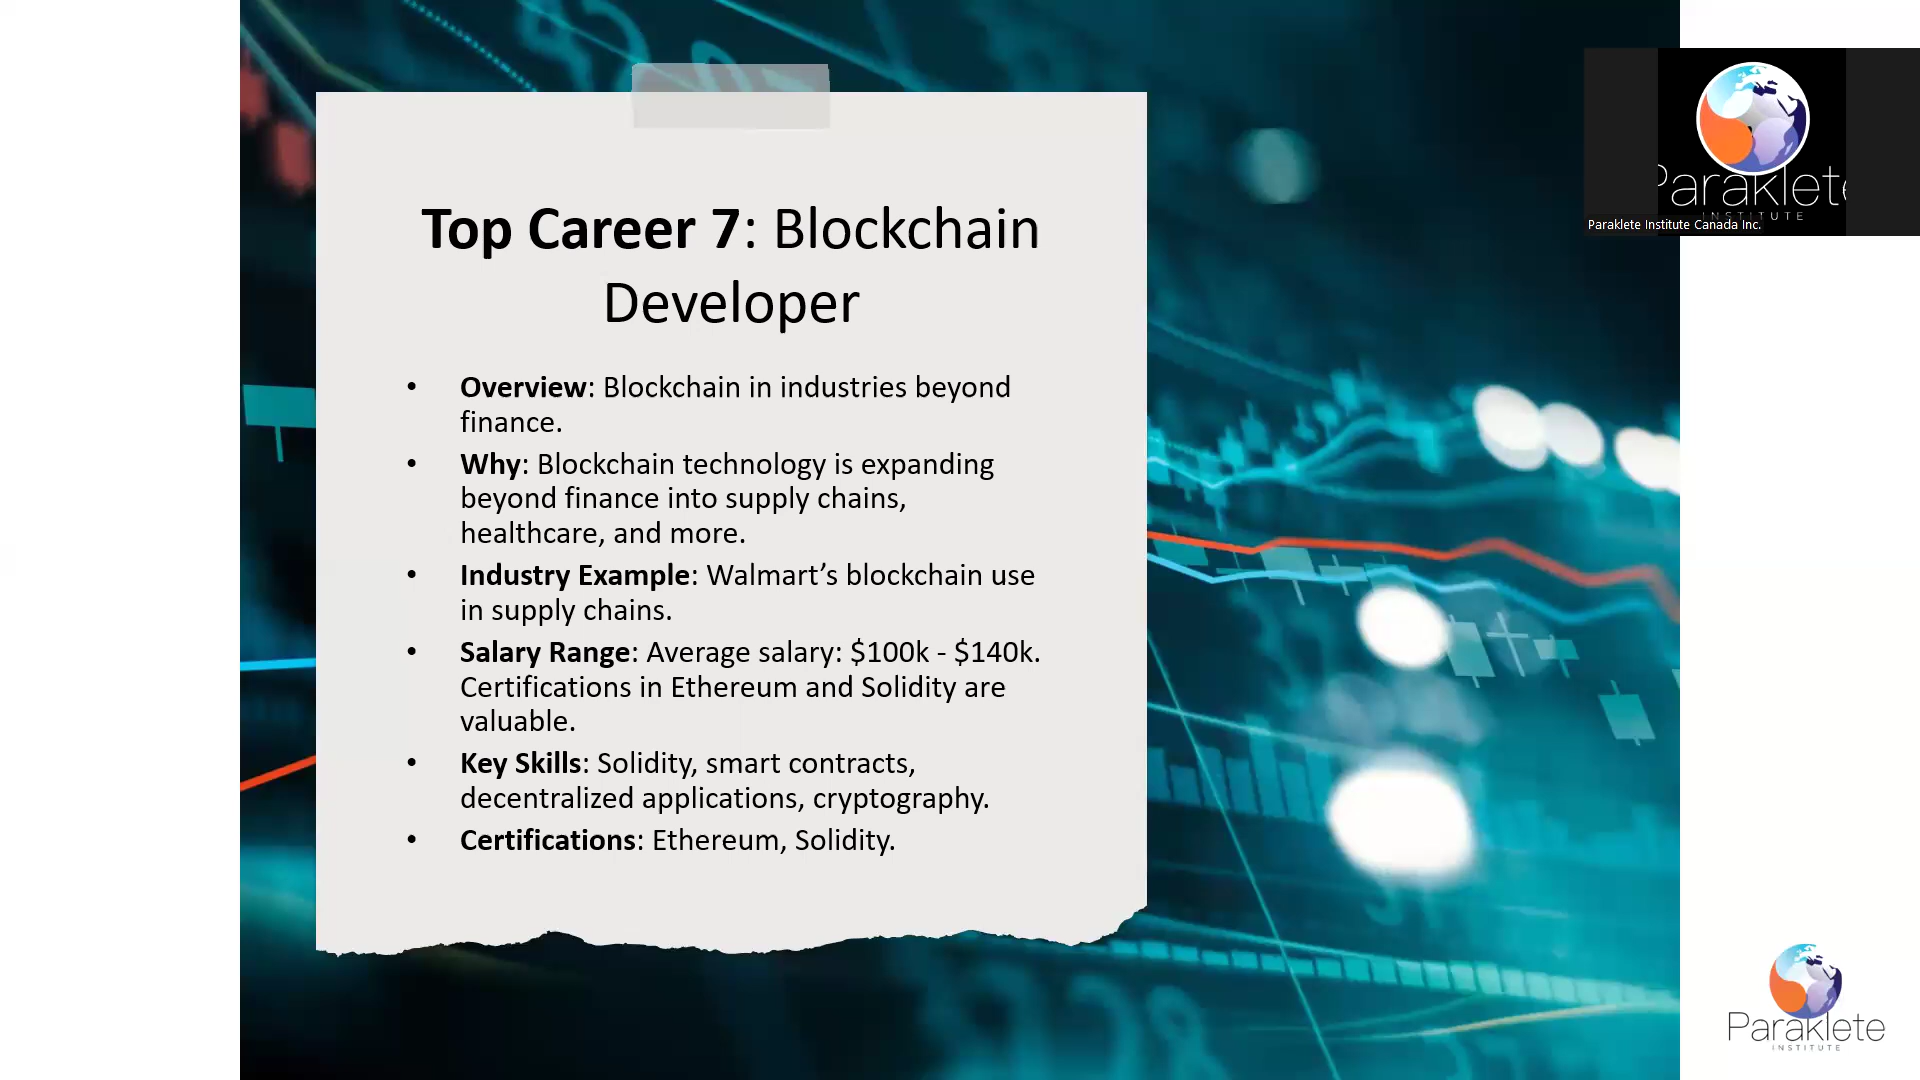 Top Career 7: Blockchain
Developer
• Overview: Blockchain in industries beyond
finance.
• Why: Blockchain technology is expanding
beyond finance into supply chains,
healthcare, and more.
• Industry Example: Walmart’s blockchain use
in supply chains.
• Salary Range: Average salary: $100k - $140k.
Certifications in Ethereum and Solidity are
valuable.
• Key Skills: Solidity, smart contracts,
decentralized applications, cryptography.
• Certifications: Ethereum, Solidity.
Paraklete
INSTITUTE
Paraklete Institute Canada Inc.
Paraklete
INSTITUTE